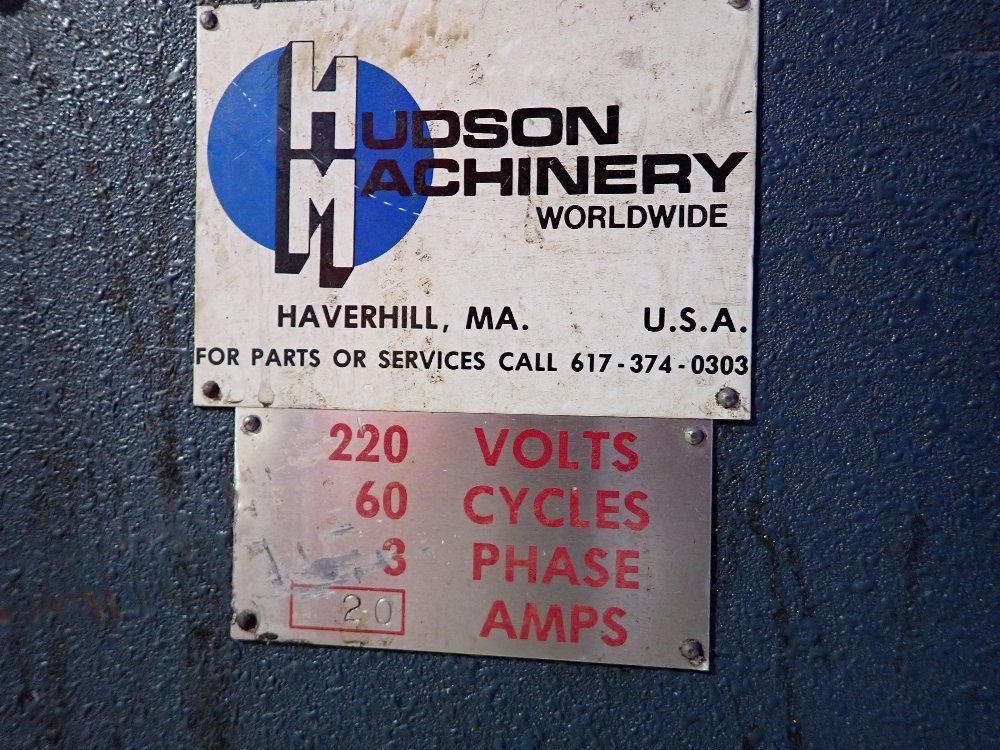 HUDSON
MACHINERY
WORLDWIDE
HAVERHILL, MA. U.S.A.
FOR PARTS OR SERVICES CALL 617-374-0303
220 VOLTS
60 CYCLES
3 PHASE
20 AMPS